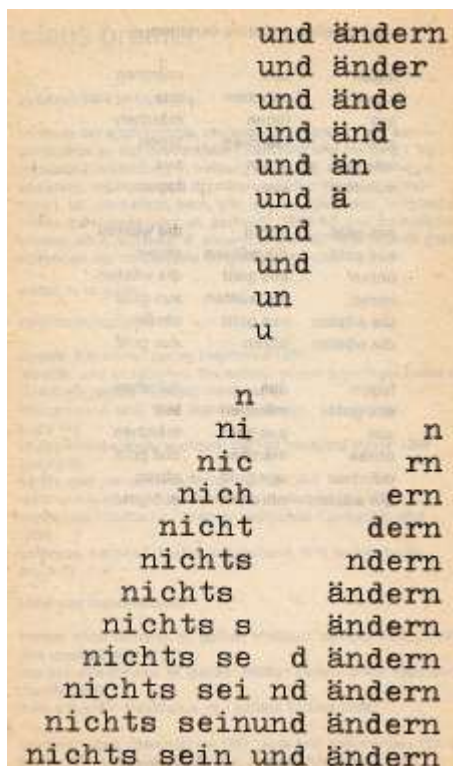 und ändern
und änder
und ände
und änd
und än
und ä
und
und
un
u
n
ni n
nic rn
nich ern
nicht dern
nichts ndern
nichts ändern
nichts s ändern
nichts se d ändern
nichts sei nd ändern
nichts seinund ändern
nichts sein und ändern